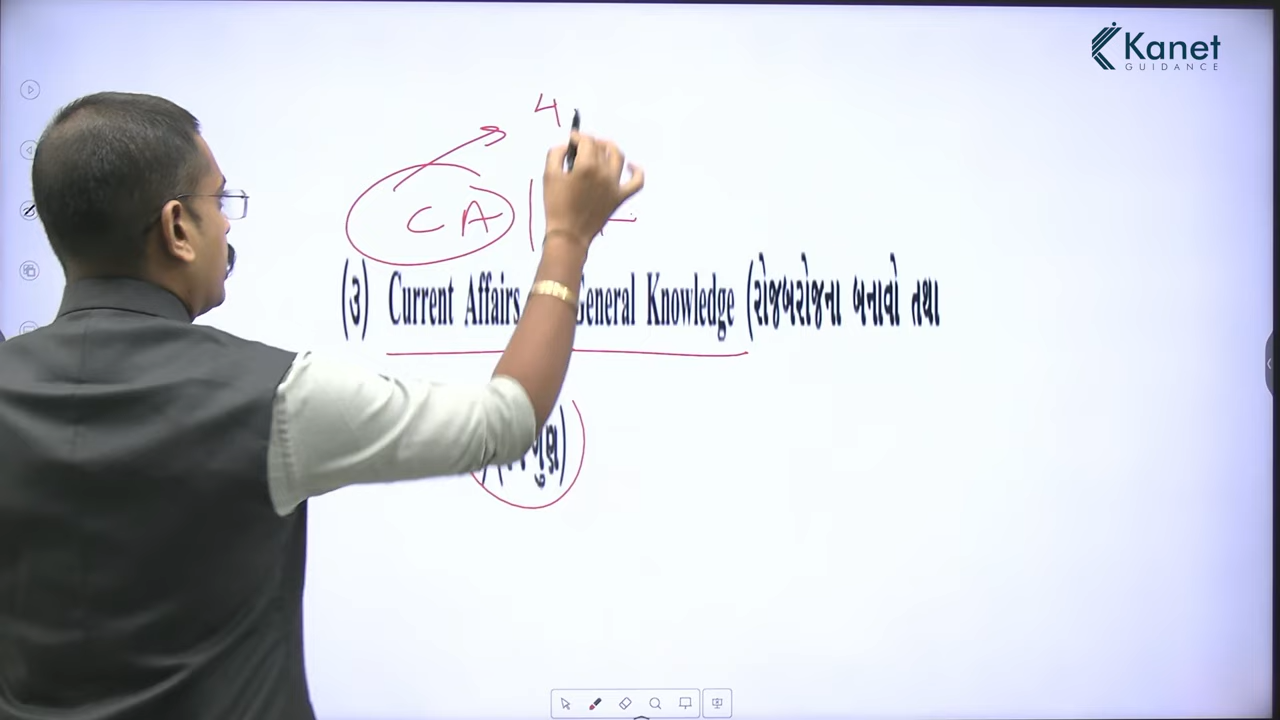 Kanet
GUIDANCE
4
CA |
(૩) Current Affairs General Knowledge (રોજબરોજના બનાવો તથા